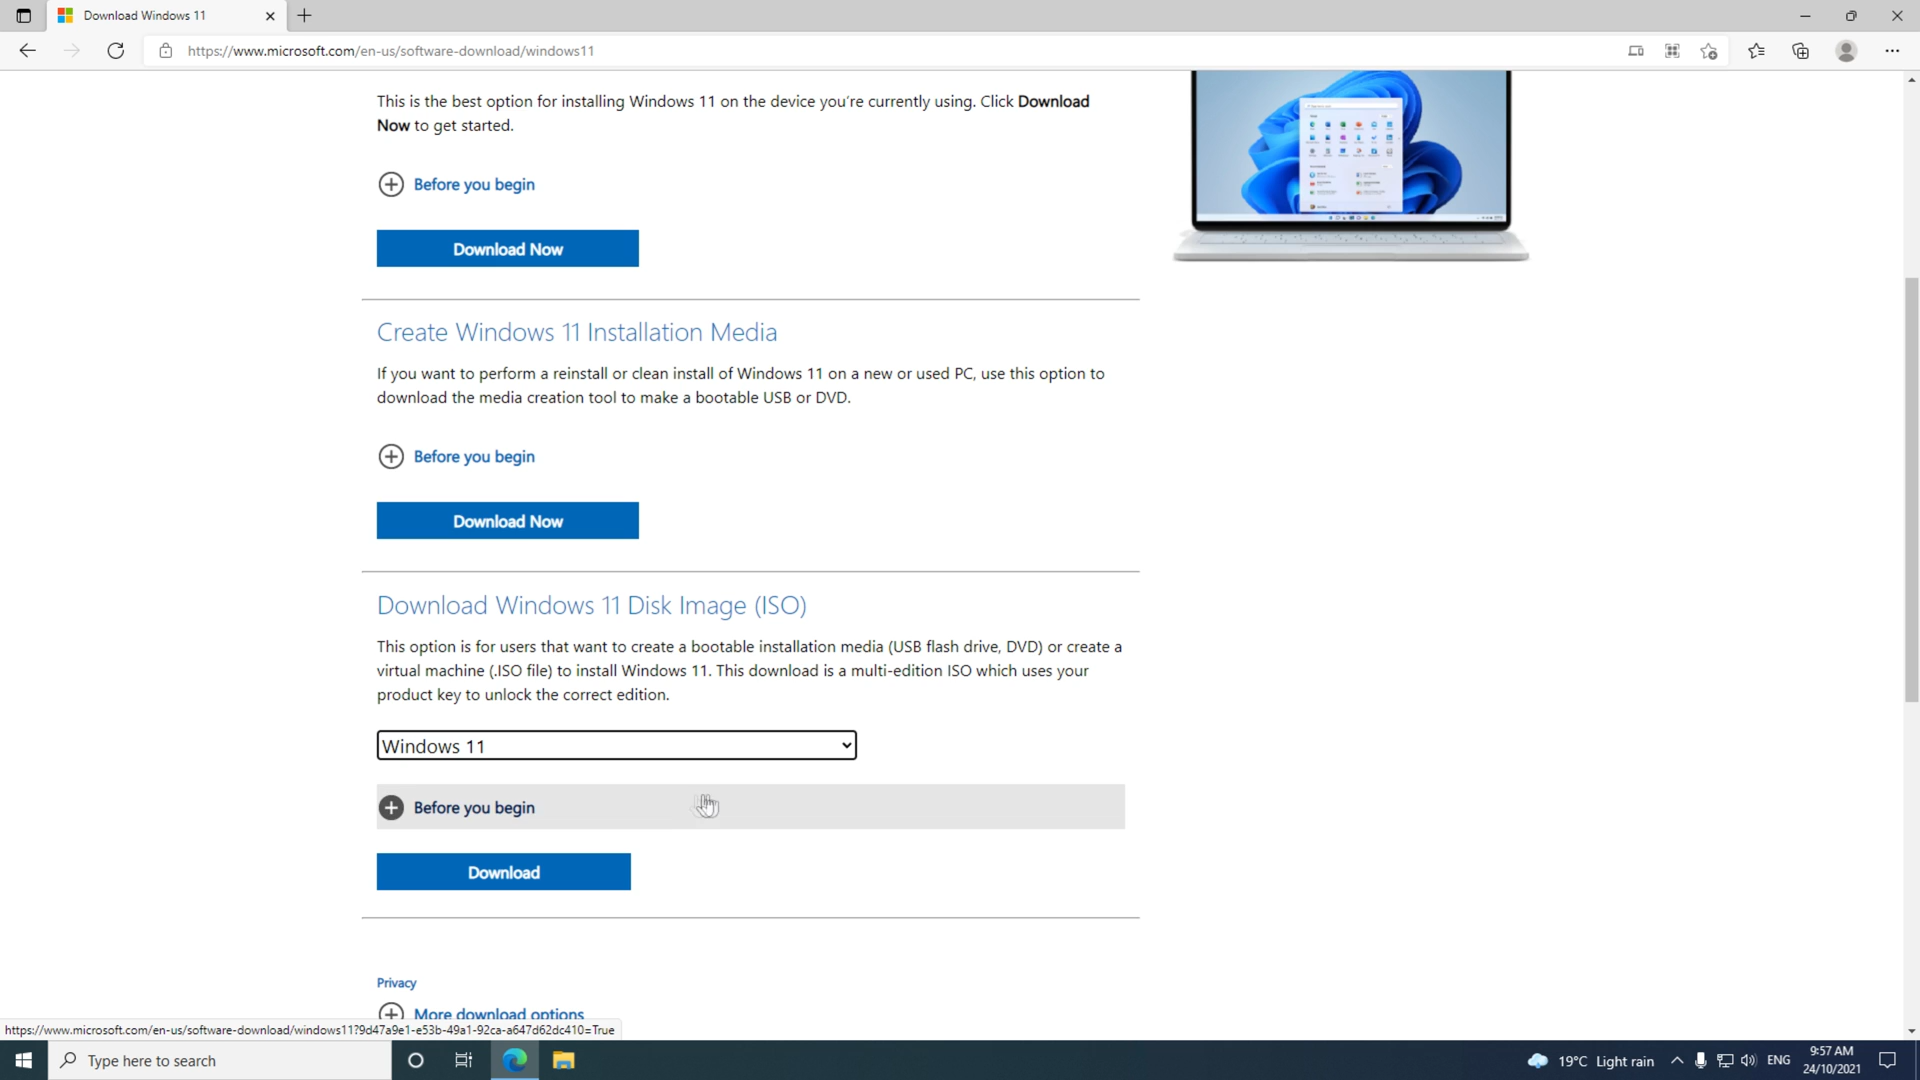 Download Windows 11
https://www.microsoft.com/en-us/software-download/windows11
This is the best option for installing Windows 11 on the device you're currently using. Click Download
Now to get started.
Before you begin
Download Now
Create Windows 11 Installation Media
If you want to perform a reinstall or clean install of Windows 11 on a new or used PC, use this option to
download the media creation tool to make a bootable USB or DVD.
Before you begin
Download Now
Download Windows 11 Disk Image (ISO)
This option is for users that want to create a bootable installation media (USB flash drive, DVD) or create a
virtual machine (.ISO file) to install Windows 11. This download is a multi-edition ISO which uses your
product key to unlock the correct edition.
Windows 11
Before you begin
Download
Privacy
More download options
https://www.microsoft.com/en-us/software-download/windows11?9d47a9e1-e53b-49a1-92ca-a647d62dc410=True
Type here to search
19°C Light rain
ENG
9:57 AM
24/10/2021